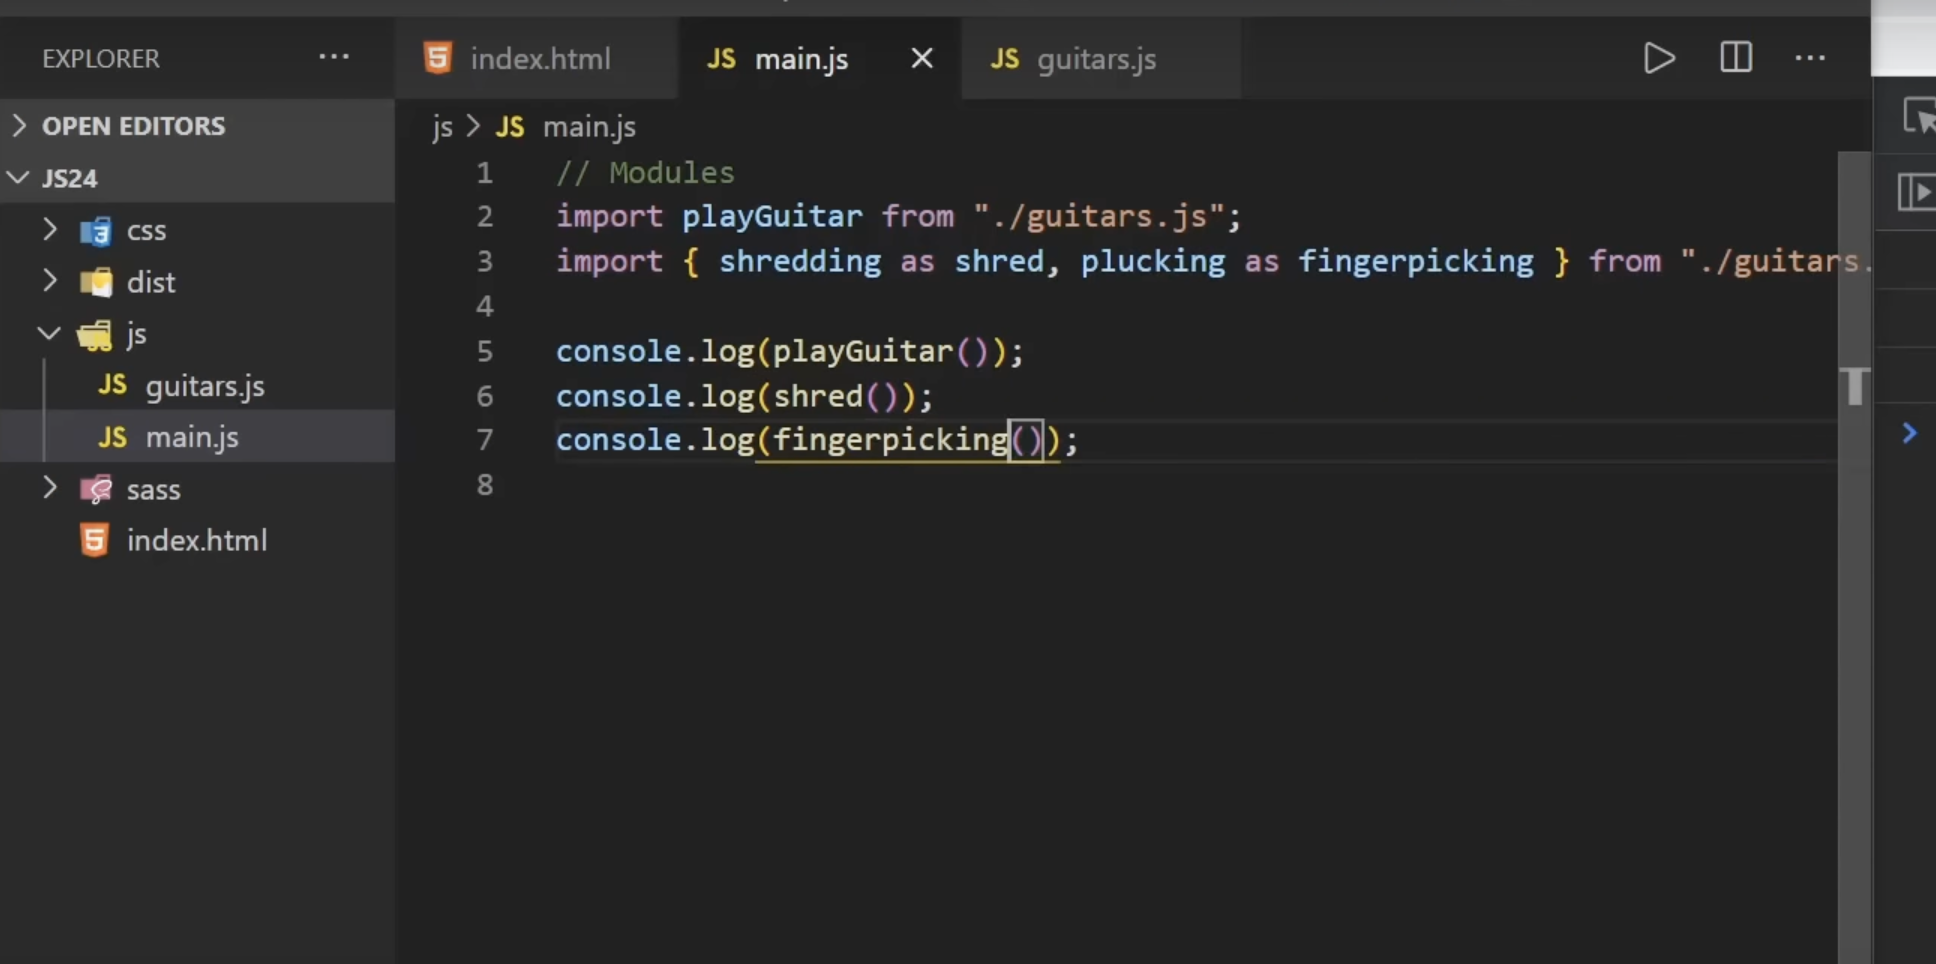 EXPLORER ...
OPEN EDITORS
JS24
css
dist
js
JS guitars.js
JS main.js
sass
index.html
index.html JS main.js JS guitars.js
js > JS main.js
1 // Modules
2 import playGuitar from "./guitars.js";
3 import { shredding as shred, plucking as fingerpicking } from "./guitars.
4
5 console.log(playGuitar());
6 console.log(shred());
7 console.log(fingerpicking());
8